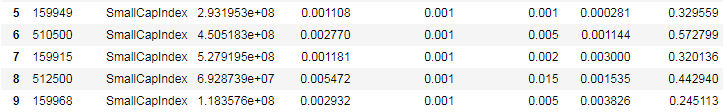 5 159949 SmallCapIndex 2.931953e+08 0.001108 0.001 0.001 0.000281 0.329559
6 510500 SmallCapIndex 4.505183e+08 0.002770 0.001 0.005 0.001144 0.572799
7 159915 SmallCapIndex 5.279195e+08 0.001181 0.001 0.002 0.003000 0.320136
8 512500 SmallCapIndex 6.928739e+07 0.005472 0.001 0.015 0.001535 0.442940
9 159968 SmallCapIndex 1.183576e+08 0.002932 0.001 0.005 0.003826 0.245113